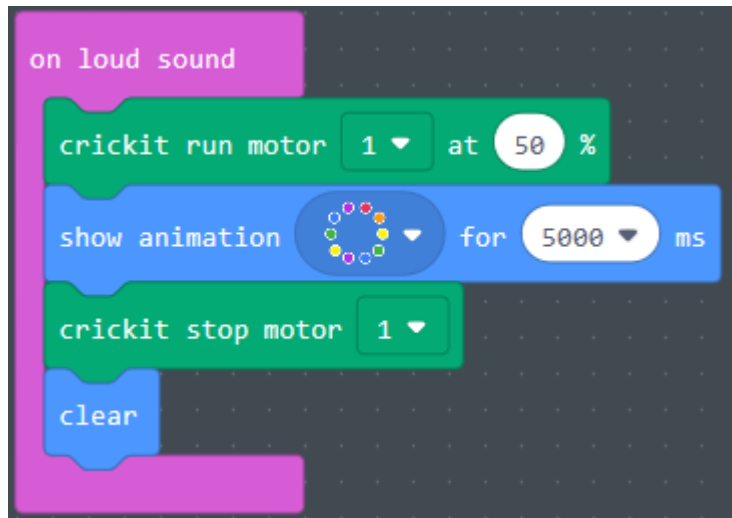 on loud sound
crickit run motor 1 at 50 %
show animation for 5000 ms
crickit stop motor 1
clear